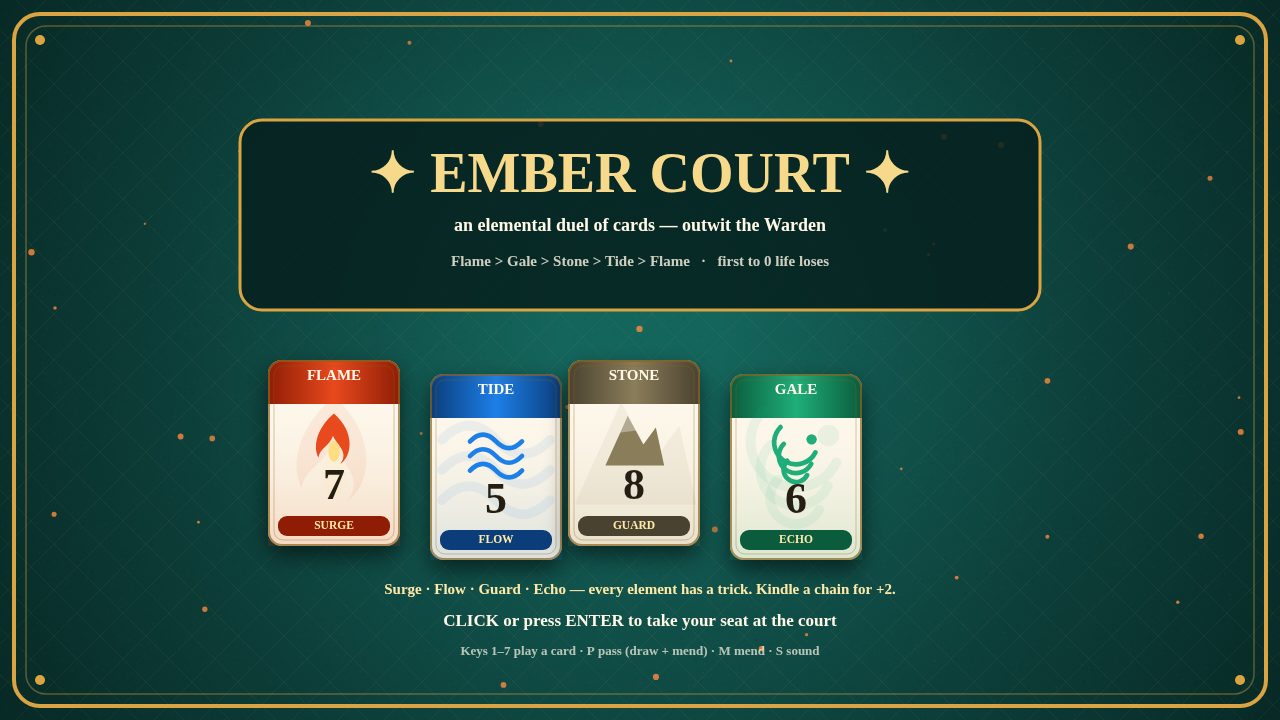 ✦ EMBER COURT ✦
an elemental duel of cards — outwit the Warden
Flame > Gale > Stone > Tide > Flame · first to 0 life loses
FLAME
7
SURGE
TIDE
5
FLOW
STONE
8
GUARD
GALE
6
ECHO
Surge · Flow · Guard · Echo — every element has a trick. Kindle a chain for +2.
CLICK or press ENTER to take your seat at the court
Keys 1–7 play a card · P pass (draw + mend) · M mend · S sound